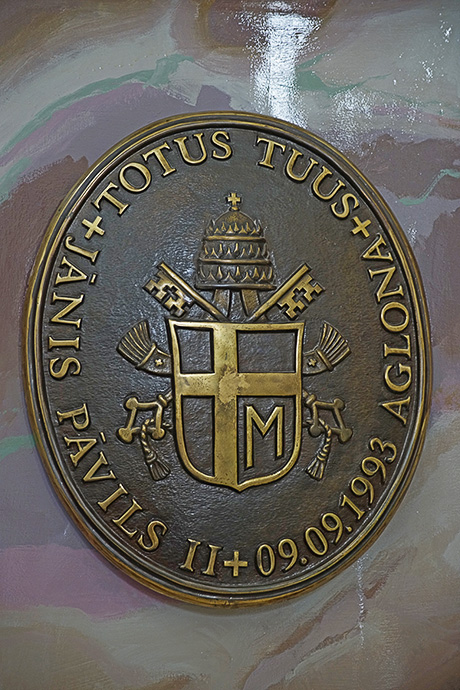 TOTUS TUUS + AGLONA 09.09.1993 + JĀNIS PĀVILS II +
M